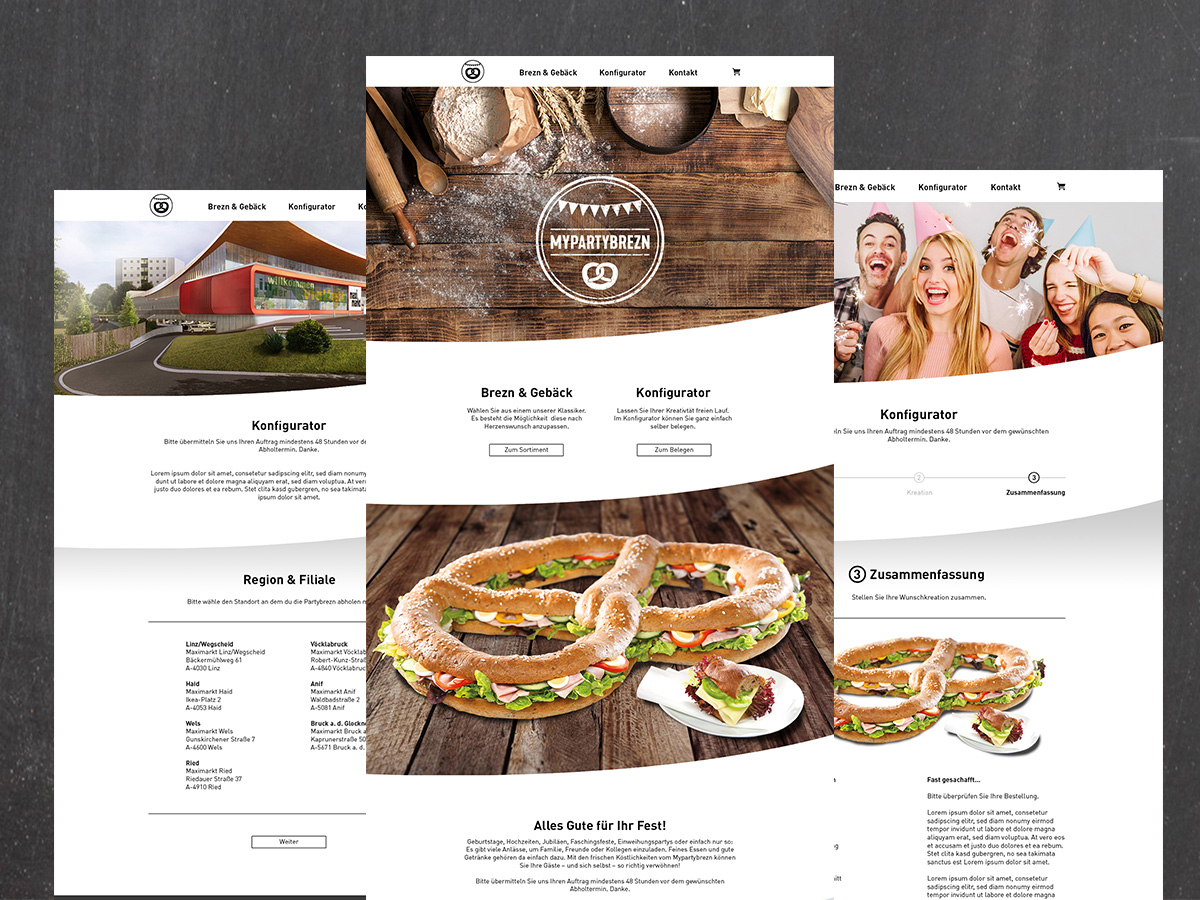 Brezn & Gebäck
Konfigurator
Kontakt
MYPARTYBREZN
Brezn & Gebäck
Wählen Sie aus einem unserer Klassiker.
Es besteht die Möglichkeit diese nach
Herzenswunsch anzupassen.
Zum Sortiment
Konfigurator
Lassen Sie Ihrer Kreativtät freien Lauf.
Im Konfigurator können Sie ganz einfach
selber belegen.
Zum Belegen
Alles Gute für Ihr Fest!
Geburtstage, Hochzeiten, Jubiläen, Faschingsfeste, Einweihungspartys oder einfach nur so:
Es gibt viele Anlässe, um Familie, Freunde oder Kollegen einzuladen. Feines Essen und gute
Getränke gehören da einfach dazu. Mit den frischen Köstlichkeiten vom Mypartybrezn können
Sie Ihre Gäste – und sich selbst – so richtig verwöhnen!
Bitte übermitteln Sie uns Ihren Auftrag mindestens 48 Stunden vor dem gewünschten
Abholtermin. Danke.
Brezn & Gebäck
Konfigurator
Ko
willkommen
Konfigurator
Bitte übermitteln Sie uns Ihren Auftrag mindestens 48 Stunden vor de
Abholtermin. Danke.
Lorem ipsum dolor sit amet, consetetur sadipscing elitr, sed diam nonumy
dunt ut labore et dolore magna aliquyam erat, sed diam voluptua. At ver
justo duo dolores et ea rebum. Stet clita kasd gubergren, no sea takimata
ipsum dolor sit amet.
Region & Filiale
Bitte wähle den Standort an dem du die Partybrezn abholen
Linz/Wegscheid
Maximarkt Linz/Wegscheid
Bäckermühlweg 61
A-4030 Linz
Haid
Maximarkt Haid
Ikea-Platz 2
A-4053 Haid
Wels
Maximarkt Wels
Gunskirchener Straße 7
A-4600 Wels
Ried
Maximarkt Ried
Riedauer Straße 37
A-4910 Ried
Vöcklabruck
Maximarkt Vöcklab
Robert-Kunz-Straß
A-4840 Vöcklabruc
Anif
Maximarkt Anif
Waldbadstraße 2
A-5081 Anif
Bruck a. d. Glockn
Maximarkt Bruck a
Kaprunerstraße 50
A-5671 Bruck a. d.
Weiter
Brezn & Gebäck
Konfigurator
Kontakt
Konfigurator
ln Sie uns Ihren Auftrag mindestens 48 Stunden vor dem gewünschten
Abholtermin. Danke.
2
Kreation
3
Zusammenfassung
3 Zusammenfassung
Stellen Sie Ihre Wunschkreation zusammen.
Fast gesachafft...
Bitte überprüfen Sie Ihre Bestellung.
Lorem ipsum dolor sit amet, consetetur
sadipscing elitr, sed diam nonumy eirmod
tempor invidunt ut labore et dolore magna
aliquyam erat, sed diam voluptua. At vero eos
et accusam et justo duo dolores et ea rebum.
Stet clita kasd gubergren, no sea takimata
sanctus est Lorem ipsum dolor sit amet.
Lorem ipsum dolor sit amet, consetetur
sadipscing elitr, sed diam nonumy eirmod